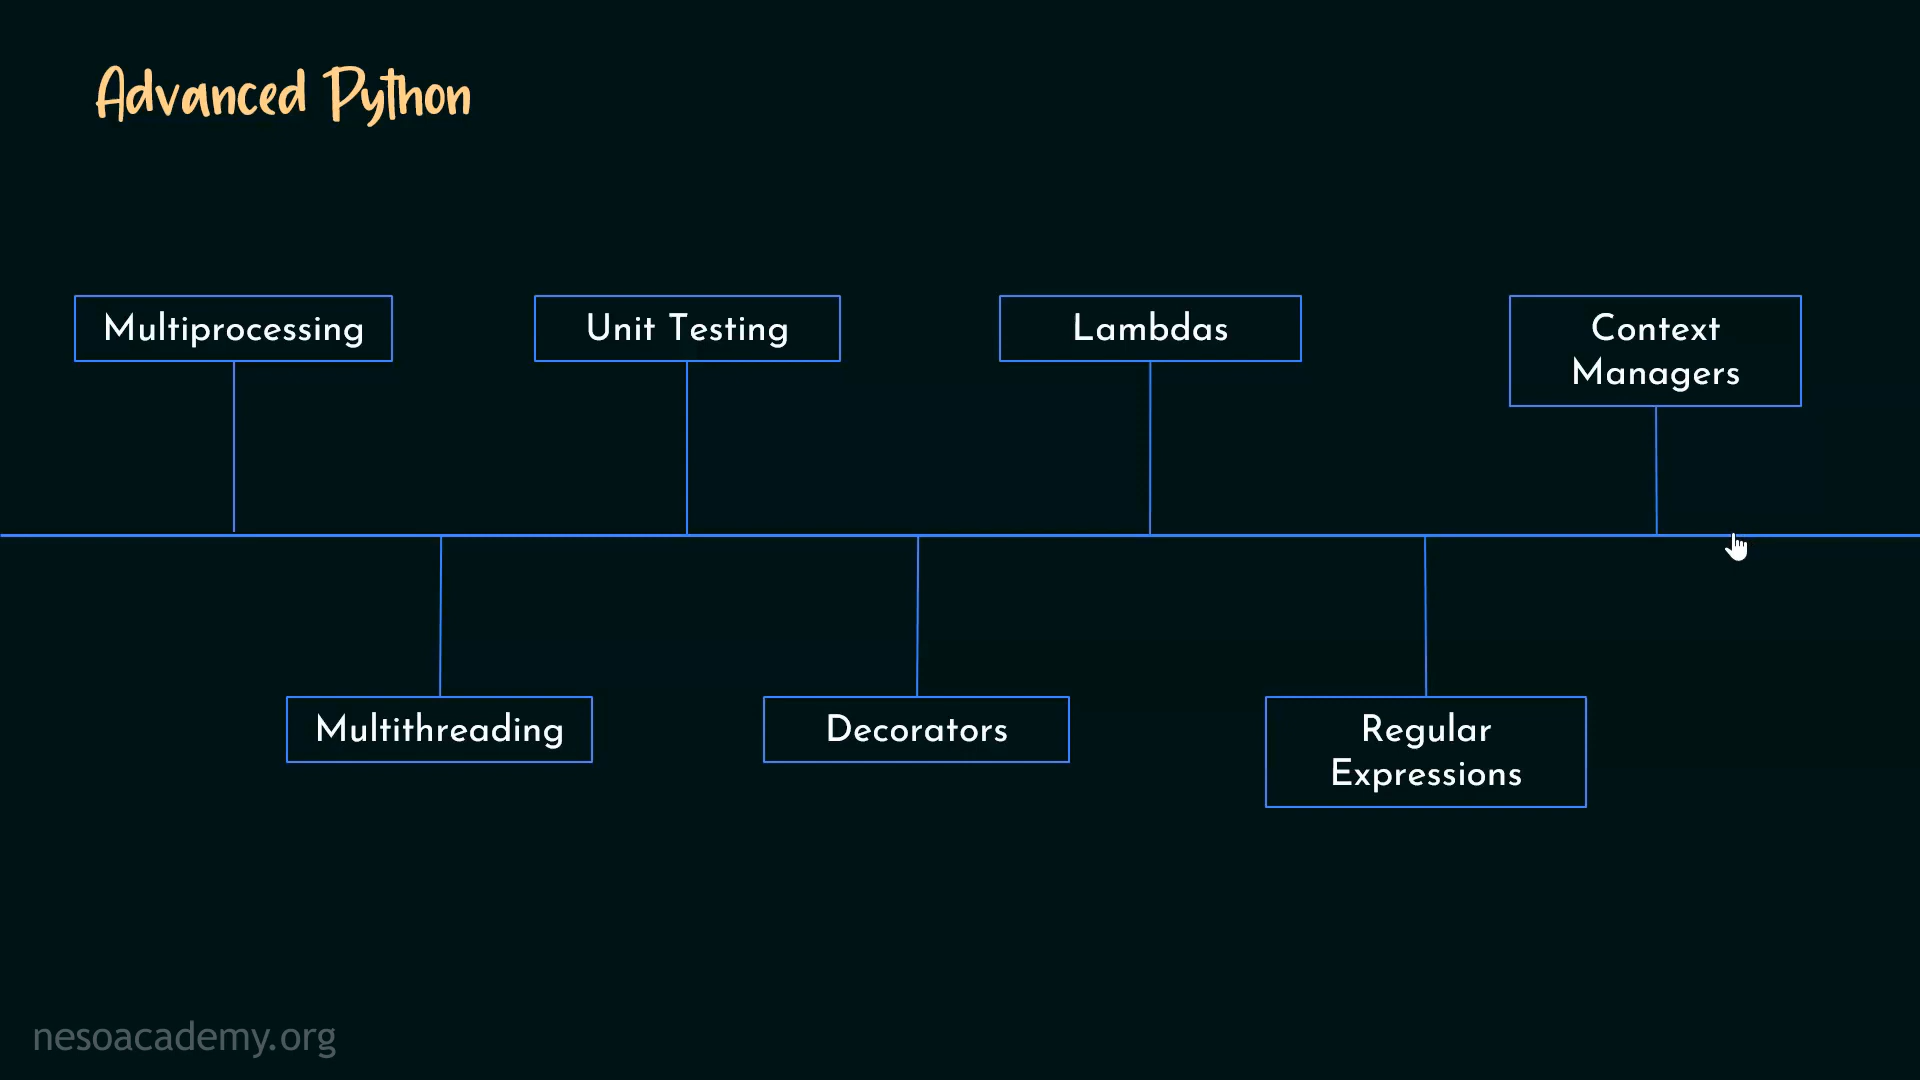 Advanced Python
Multiprocessing
Unit Testing
Lambdas
Context
Managers
Multithreading
Decorators
Regular
Expressions
nesoacademy.org